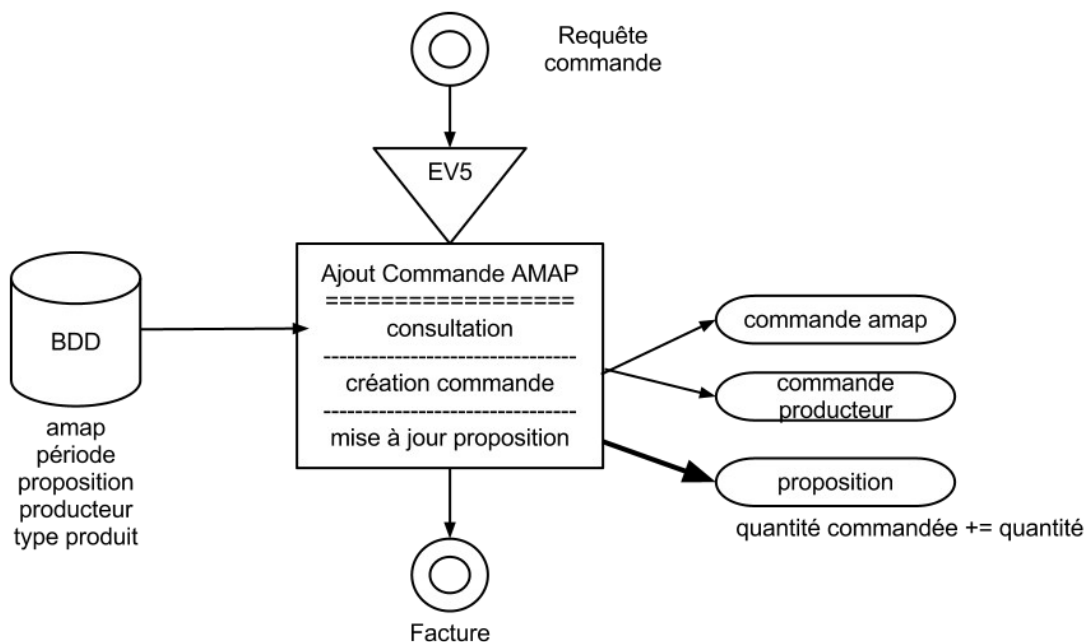 Requête
commande
EV5
Ajout Commande AMAP
===================
consultation
--------------------------------
création commande
--------------------------------
mise à jour proposition
BDD
amap
période
proposition
producteur
type produit
commande amap
commande
producteur
proposition
quantité commandée += quantité
Facture